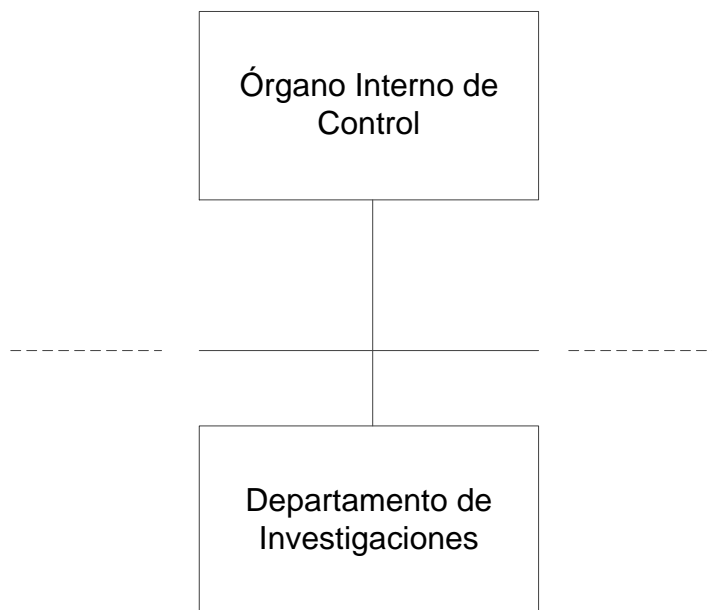 Órgano Interno de
Control
Departamento de
Investigaciones